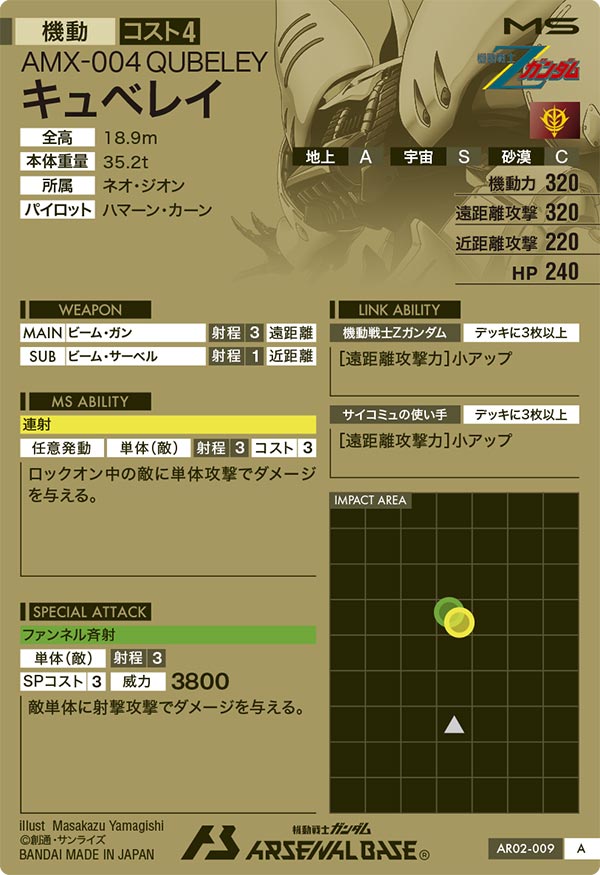 機動 コスト4
MS
AMX-004 QUBELEY
機動戦士Zガンダム
キュベレイ
全高 18.9m
本体重量 35.2t
所属 ネオ・ジオン
パイロット ハマーン・カーン
地上 A 宇宙 S 砂漠 C
機動力 320
遠距離攻撃 320
近距離攻撃 220
HP 240
WEAPON
MAIN ビーム・ガン 射程 3 遠距離
SUB ビーム・サーベル 射程 1 近距離
MS ABILITY
連射
任意発動 単体(敵) 射程 3 コスト 3
ロックオン中の敵に単体攻撃でダメージ
を与える。
SPECIAL ATTACK
ファンネル斉射
単体(敵) 射程 3
SPコスト 3 威力 3800
敵単体に射撃攻撃でダメージを与える。
LINK ABILITY
機動戦士Zガンダム デッキに3枚以上
[遠距離攻撃力]小アップ
サイコミュの使い手 デッキに3枚以上
[遠距離攻撃力]小アップ
IMPACT AREA
illust Masakazu Yamagishi
©創通・サンライズ
BANDAI MADE IN JAPAN
機動戦士ガンダム
AB ARSENAL BASE®
AR02-009 A